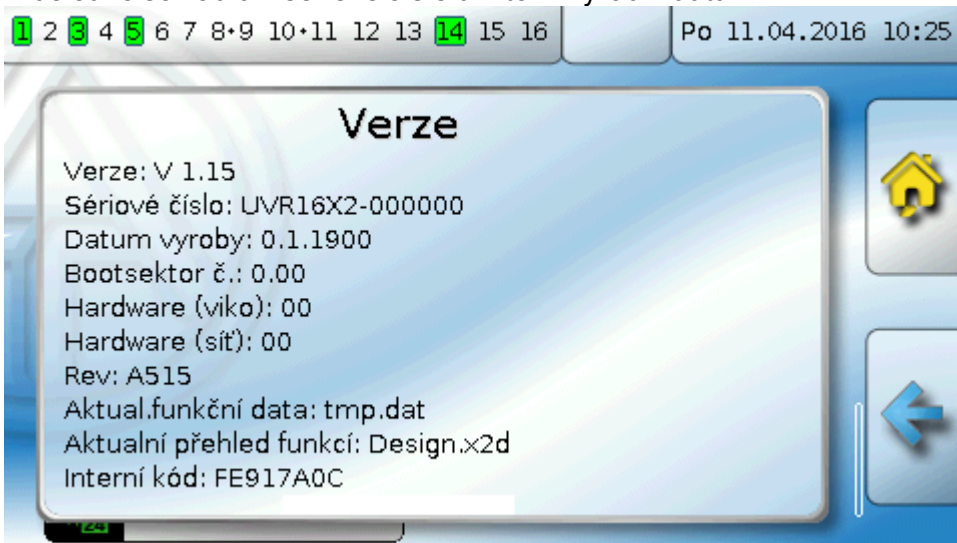 1 2 3 4 5 6 7 8•9 10•11 12 13 14 15 16
Po 11.04.2016 10:25
Verze
Verze: V 1.15
Sériové číslo: UVR16X2-000000
Datum vyroby: 0.1.1900
Bootsektor č.: 0.00
Hardware (viko): 00
Hardware (síť): 00
Rev: A515
Aktual.funkční data: tmp.dat
Aktualní přehled funkcí: Design.x2d
Interní kód: FE917A0C
24